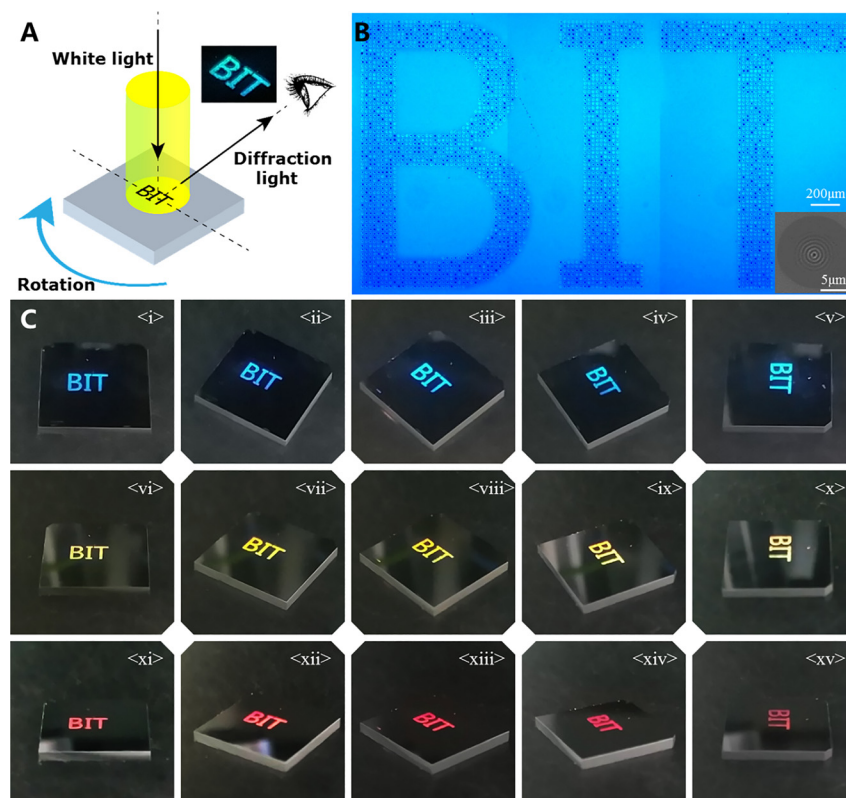 A
White light
BIT
Diffraction
light
BIT
Rotation
B
BIT
200μm
5μm
C
<i>
BIT
<ii>
BIT
<iii>
BIT
<iv>
BIT
<v>
BIT
<vi>
BIT
<vii>
BIT
<viii>
BIT
<ix>
BIT
<x>
BIT
<xi>
BIT
<xii>
BIT
<xiii>
BIT
<xiv>
BIT
<xv>
BIT